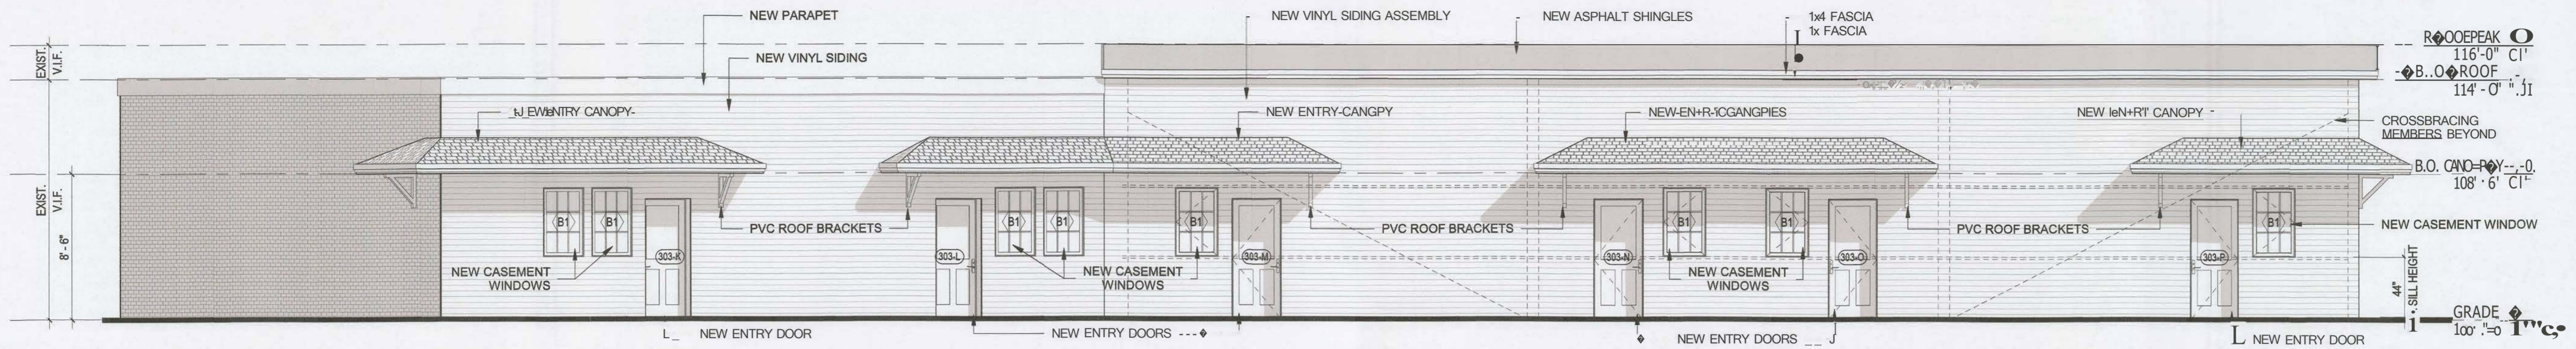 NEW PARAPET
NEW VINYL SIDING ASSEMBLY
NEW ASPHALT SHINGLES
1x4 FASCIA
1x FASCIA
116'-0"
EXIST.
V.I.F.
NEW VINYL SIDING
ROOF
114'-0"
CANOPY-
NEW ENTRY-CANGPY
NEW
CANOPY
CROSSBRACING
MEMBERS BEYOND
B.O.
108'
EXIST.
V.I.F.
8' - 6"
B1
B1
B1
B1
B1
B1
B1
B1
PVC ROOF BRACKETS
PVC ROOF BRACKETS
PVC ROOF BRACKETS
NEW CASEMENT WINDOW
303-K
303-L
303-M
303-N
303-O
303-P
NEW CASEMENT
WINDOWS
NEW CASEMENT
WINDOWS
NEW CASEMENT
WINDOWS
44"
SILL HEIGHT
GRADE
NEW ENTRY DOOR
NEW ENTRY DOORS
NEW ENTRY DOORS
NEW ENTRY DOOR